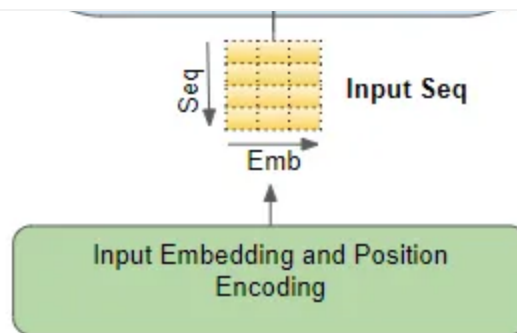 Seq
Input Seq
Emb
Input Embedding and Position
Encoding